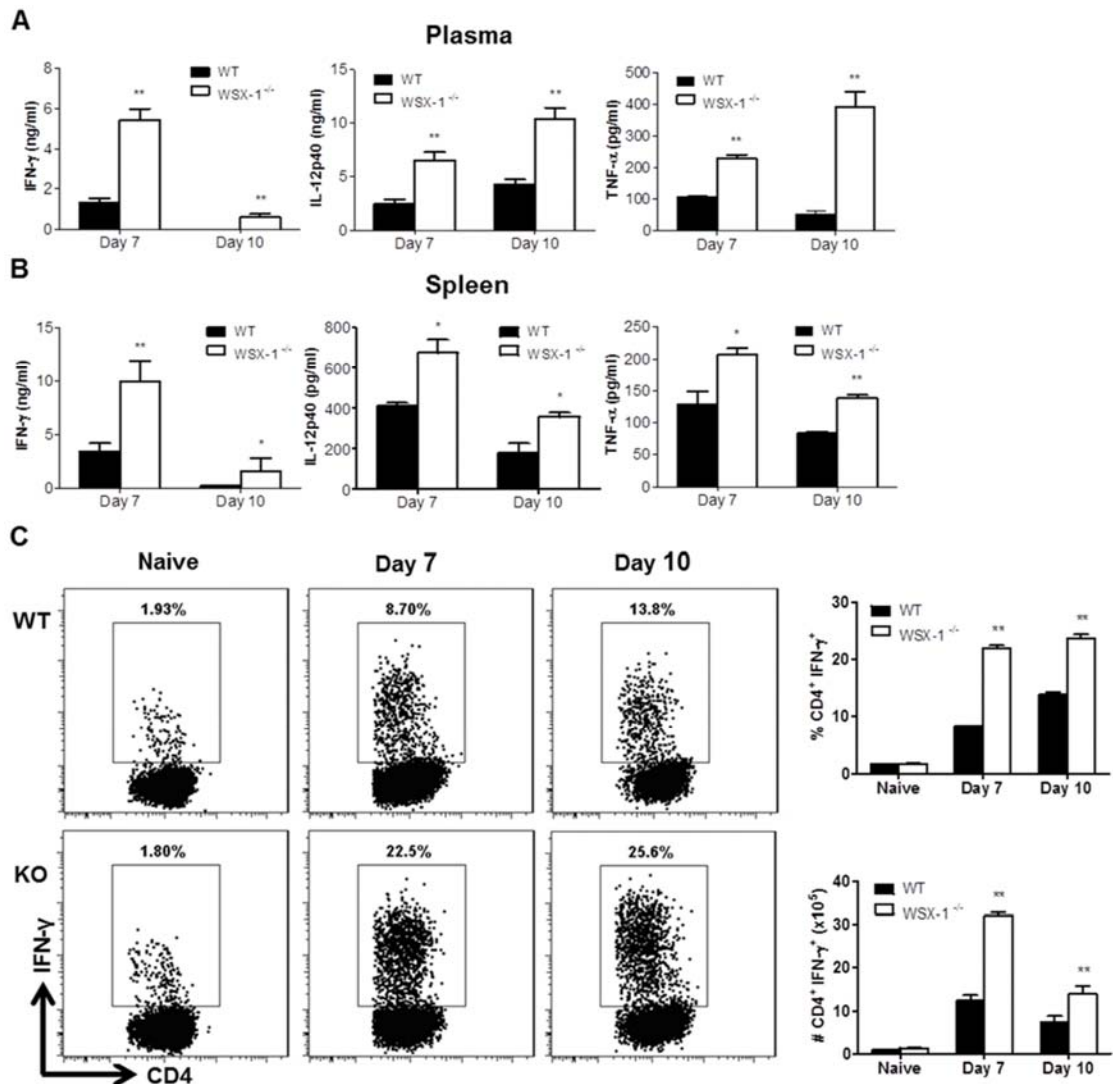 A
Plasma
IFN-γ (ng/ml)
8
6
4
2
0
WT
WSX-1-/-
**
**
Day 7
Day 10
IL-12p40 (ng/ml)
15
10
5
0
WT
WSX-1-/-
**
**
Day 7
Day 10
TNF-α (pg/ml)
500
400
300
200
100
0
WT
WSX-1-/-
**
**
Day 7
Day 10
B
Spleen
IFN-γ (ng/ml)
15
10
5
0
WT
WSX-1-/-
**
*
Day 7
Day 10
IL-12p40 (pg/ml)
800
600
400
200
0
WT
WSX-1-/-
*
*
Day 7
Day 10
TNF-α (pg/ml)
250
200
150
100
50
0
WT
WSX-1-/-
*
**
Day 7
Day 10
C
Naive
Day 7
Day 10
WT
1.93%
8.70%
13.8%
KO
1.80%
22.5%
25.6%
IFN-γ
CD4
% CD4+ IFN-γ+
30
20
10
0
WT
WSX-1-/-
**
**
Naive
Day 7
Day 10
# CD4+ IFN-γ+ (x10⁵)
40
30
20
10
0
WT
WSX-1-/-
**
**
Naive
Day 7
Day 10